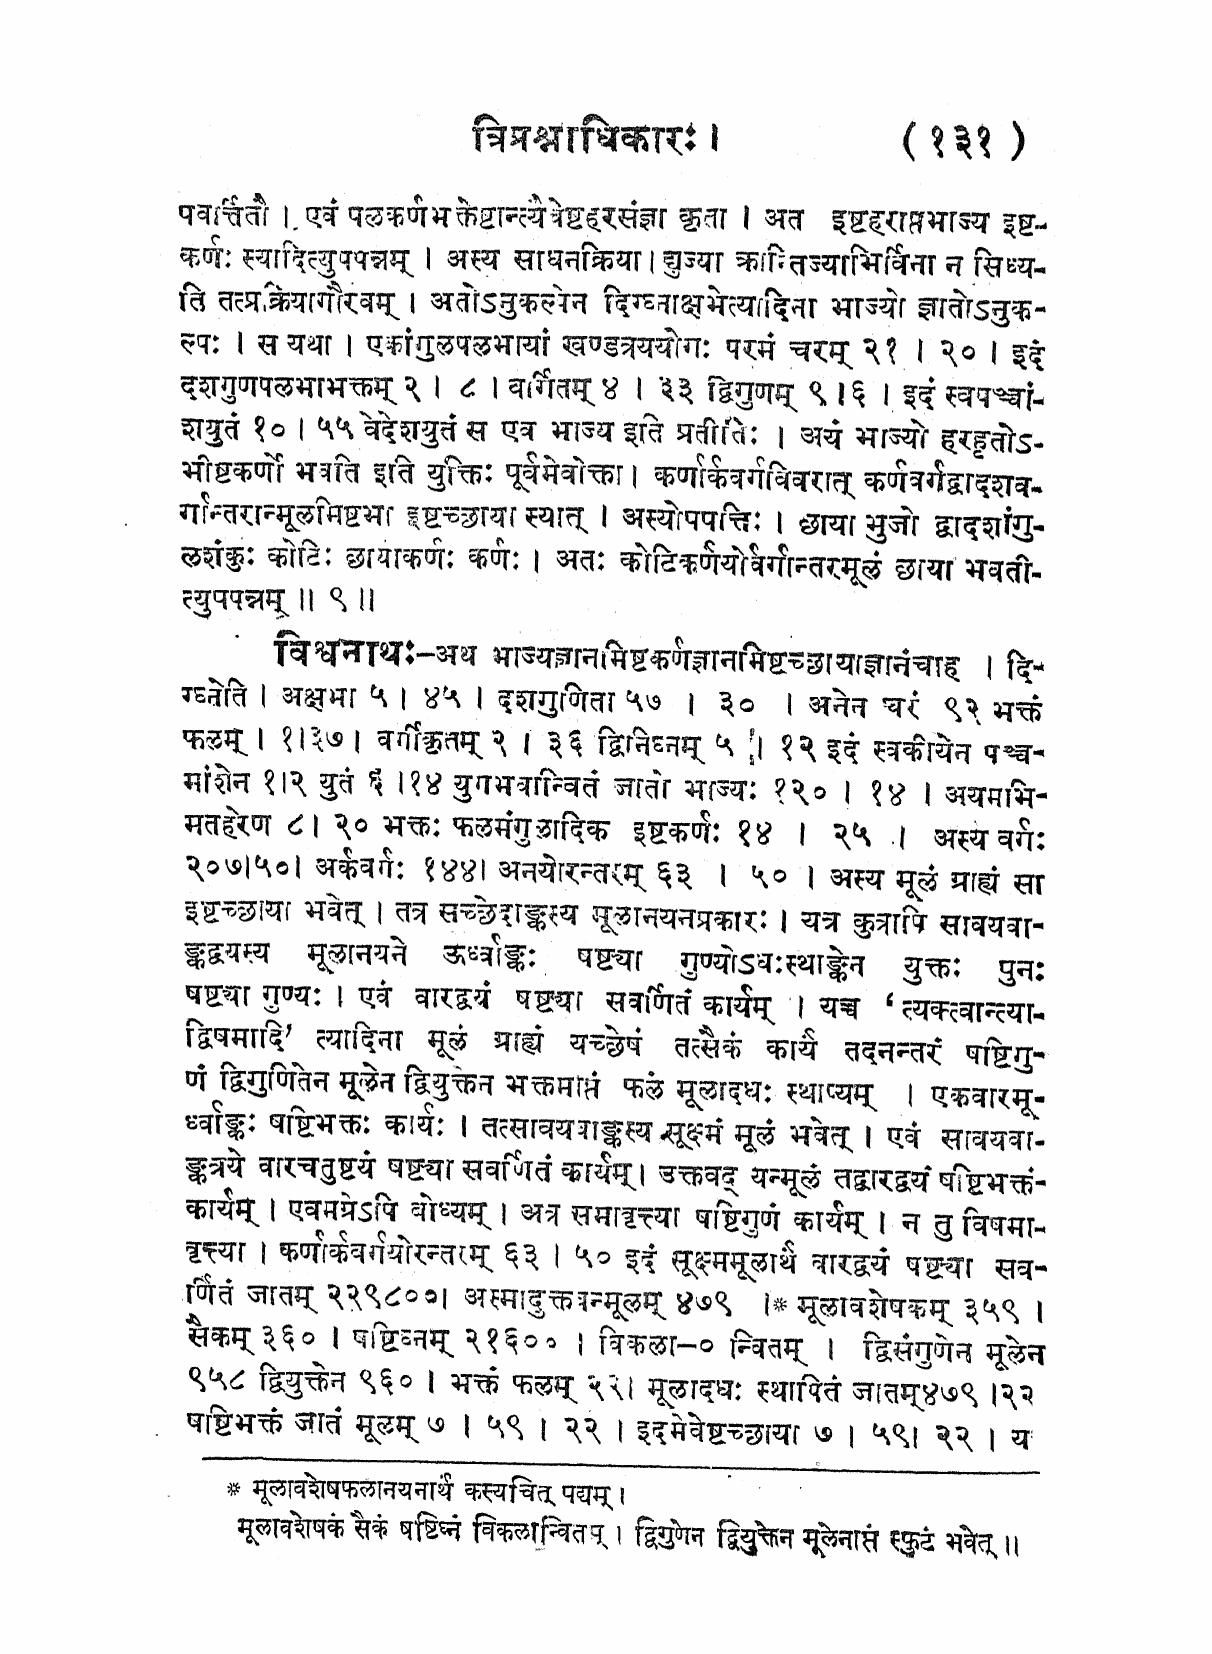 त्रिप्रश्नाधिकारः। (१३१)
पवर्त्तितौ । एवं पलकर्णभक्तेष्टान्त्यैवेष्टहरसंज्ञा कृता । अत इष्टहराप्तभाज्य इष्ट-
कर्णः स्यादित्युपपन्नम् । अस्य साधनक्रिया। द्युज्या क्रान्तिज्याभिर्विना न सिध्य-
ति तत्प्रक्रियागौरवम् । अतोऽनुकल्पेन दिग्घ्नाक्षभेत्यादिना भाज्यो ज्ञातोऽनुक-
ल्पः । स यथा । एकांगुलपलभायां खण्डत्रययोगः परमं चरम् २१ । २० । इदं
दशगुणपलभाभक्तम् २ । ८ । वर्गितम् ४ । ३३ द्विगुणम् ९ । ६ । इदं स्वपञ्चां-
शयुतं १० । ५५ वेदेशयुतं स एव भाज्य इति प्रतीतिः । अयं भाज्यो हरहृतोऽ-
भीष्टकर्णो भवति इति युक्तिः पूर्वमेवोक्ता। कर्णार्कवर्गविवरात् कर्णवर्गद्वादशव-
र्गान्तरान्मूलमिष्टभा इष्टच्छाया स्यात् । अस्योपपत्तिः । छाया भुजो द्वादशांगु-
लशंकुः कोटिः छायाकर्णः कर्णः । अतः कोटिकर्णयोर्वर्गान्तरमूलं छाया भवती-
त्युपपन्नम् ॥ ९ ॥
विश्वनाथः–अथ भाज्यज्ञानमिष्टकर्णज्ञानमिष्टच्छायाज्ञानंचाह । दि-
ग्घ्नेति । अक्षभा ५ । ४५ । दशगुणिता ५७ । ३० । अनेन चरं ९२ भक्तं
फलम् । १।३७। वर्गीकृतम् २ । ३६ द्विनिघ्नम् ५ । १२ इदं स्वकीयेन पञ्च-
मांशेन १।२ युतं ६ ।१४ युगभवान्वितं जातो भाज्यः १२० । १४ । अयमभि-
मतहरेण ८। २० भक्तः फलमंगुलादिक इष्टकर्णः १४ । २५ । अस्य वर्गः
२०७।५०। अर्कवर्गः १४४। अनयोरन्तरम् ६३ । ५० । अस्य मूलं ग्राह्यं सा
इष्टच्छाया भवेत् । तत्र सच्छेदाङ्कस्य मूलानयनप्रकारः । यत्र कुत्रापि सावयवा-
ङ्कद्वयस्य मूलानयने ऊर्ध्वाङ्कः षष्ट्या गुण्योऽधःस्थाङ्केन युक्तः पुनः
षष्ट्या गुण्यः । एवं वारद्वयं षष्ट्या सवर्णितं कार्यम् । यच्च ‘त्यक्त्वान्त्या-
द्विषमादि’ त्यादिना मूलं ग्राह्यं यच्छेषं तत्सैकं कार्यं तदनन्तरं षष्टिगु-
णं द्विगुणितेन मूलेन द्वियुक्तेन भक्तमाप्तं फलं मूलादधः स्थाप्यम् । एकवारमू-
र्ध्वाङ्कः षष्टिभक्तः कार्यः । तत्सावयवाङ्कस्य सूक्ष्मं मूलं भवेत् । एवं सावयवा-
ङ्कत्रये वारचतुष्टयं षष्ट्या सवर्णितं कार्यम्। उक्तवद् यन्मूलं तद्वारद्वयं षष्टिभक्तं-
कार्यम् । एवमग्रेऽपि बोध्यम् । अत्र समावृत्त्या षष्टिगुणं कार्यम् । न तु विषमा-
वृत्त्या । कर्णार्कवर्गयोरन्तरम् ६३ । ५० इदं सूक्ष्ममूलार्थं वारद्वयं षष्ट्या सव-
र्णितं जातम् २२९८००। अस्मादुक्तवन्मूलम् ४७९ ।* मूलावशेषकम् ३५९ ।
सैकम् ३६० । षष्टिघ्नम् २१६०० । विकला–० न्वितम् । द्विसंगुणेन मूलेन
९५८ द्वियुक्तेन ९६० । भक्तं फलम् २२। मूलादधः स्थापितं जातम्४७९ ।२२
षष्टिभक्तं जातं मूलम् ७ । ५९ । २२ । इदमेवेष्टच्छाया ७ । ५९। २२ । य
* मूलावशेषफलानयनार्थं कस्यचित् पद्यम् ।
मूलावशेषकं सैकं षष्टिघ्नं विकलान्वितम् । द्विगुणेन द्वियुक्तेन मूलेनाप्तं स्फुटं भवेत् ॥